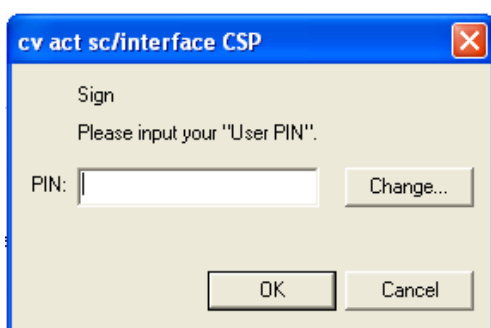 cv act sc/interface CSP
Sign
Please input your "User PIN".
PIN:
Change...
OK
Cancel